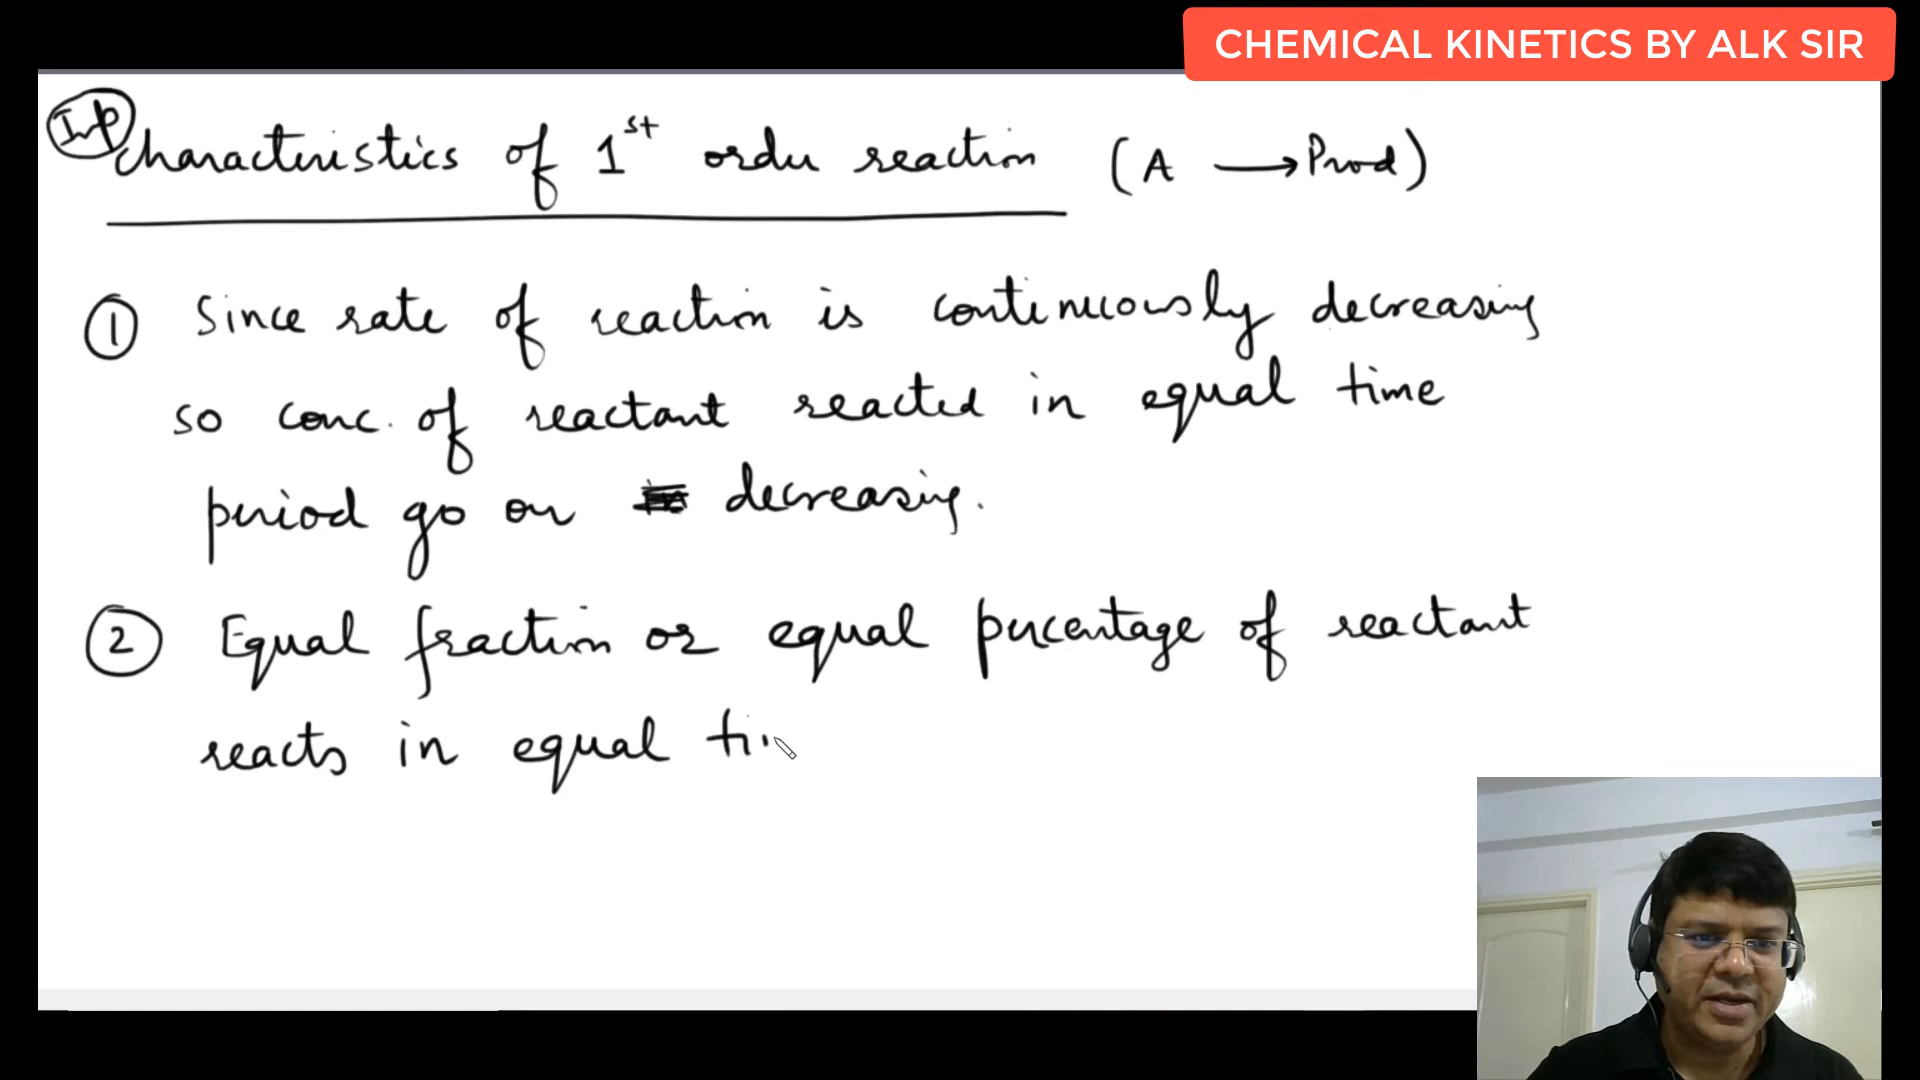 CHEMICAL KINETICS BY ALK SIR
Imp
Characteristics of 1st order reaction (A → Prod)
① Since rate of reaction is continuously decreasing
so conc. of reactant reacted in equal time
period go on decreasing.
② Equal fraction or equal percentage of reactant
reacts in equal ti